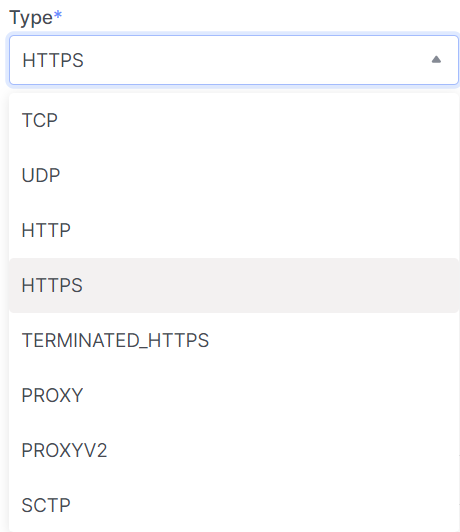 Type*
HTTPS
TCP
UDP
HTTP
HTTPS
TERMINATED_HTTPS
PROXY
PROXYV2
SCTP